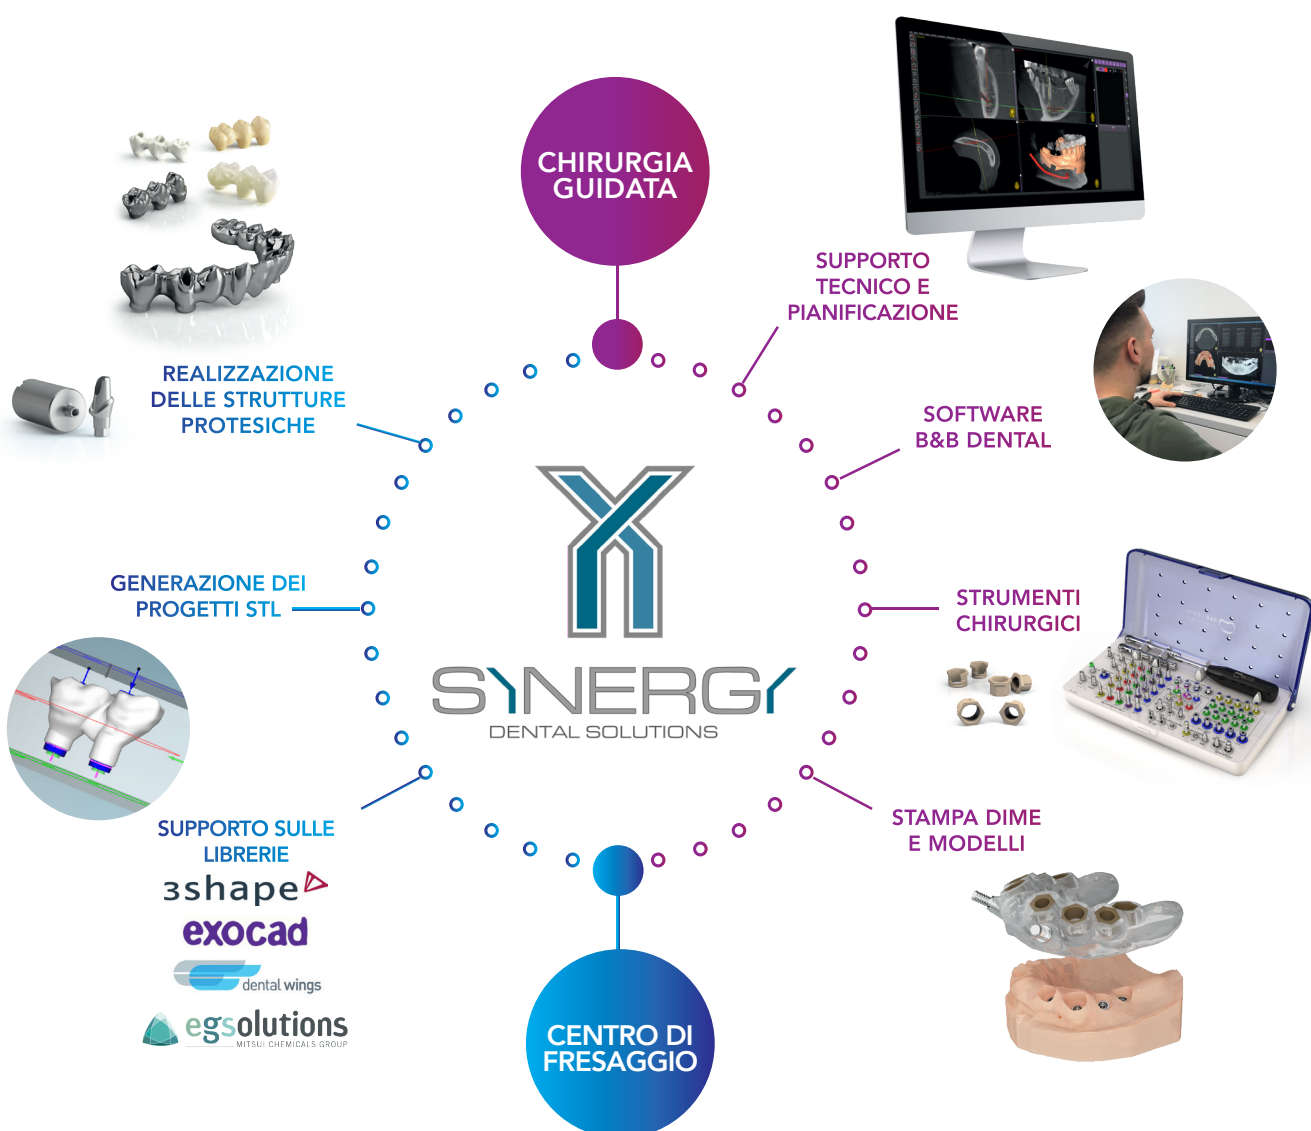 CHIRURGIA
GUIDATA
SUPPORTO
TECNICO E
PIANIFICAZIONE
SOFTWARE
B&B DENTAL
STRUMENTI
CHIRURGICI
STAMPA DIME
E MODELLI
REALIZZAZIONE
DELLE STRUTTURE
PROTESICHE
GENERAZIONE DEI
PROGETTI STL
SUPPORTO SULLE
LIBRERIE
3shape
exocad
dental wings
egsolutions
MITSUI CHEMICALS GROUP
SYNERGY
DENTAL SOLUTIONS
CENTRO DI
FRESAGGIO